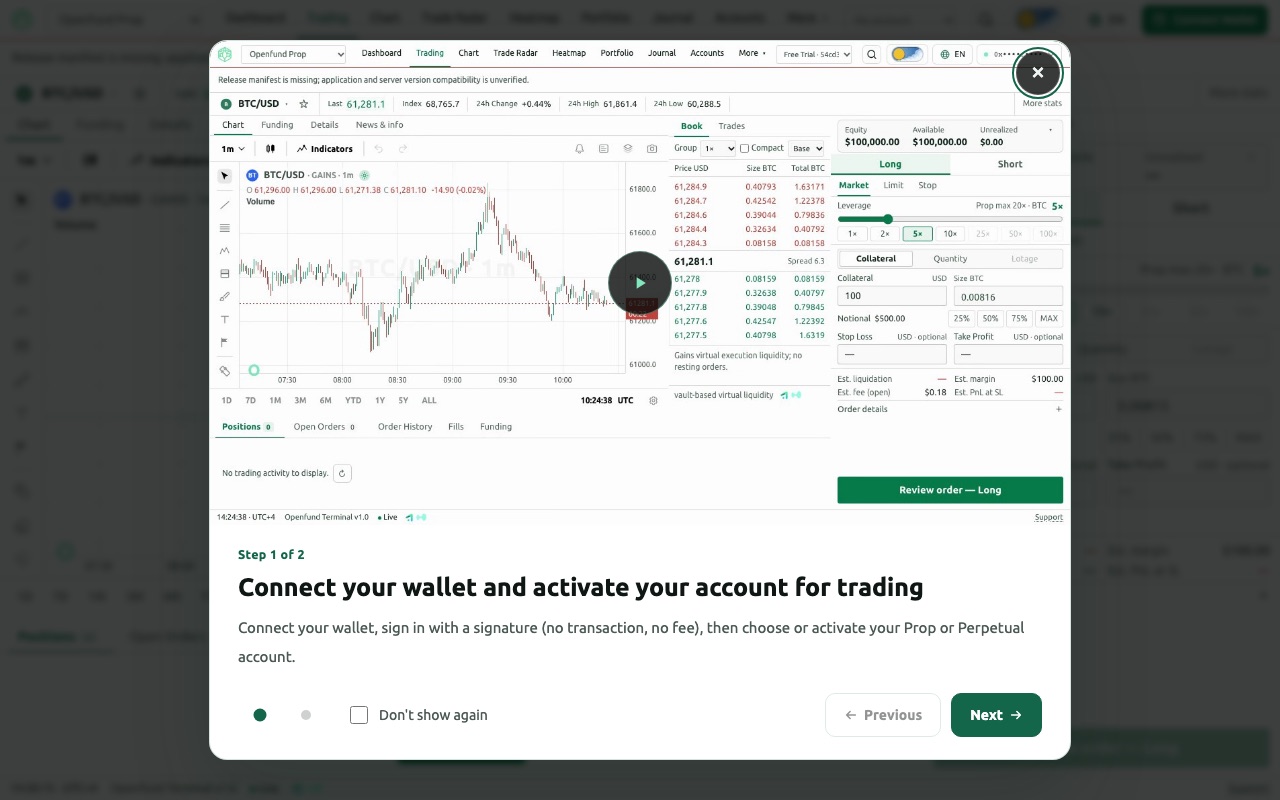 Openfund Prop
Dashboard Trading Chart Trade Radar Heatmap Portfolio Journal Accounts More
Free Trial · 54cd3
EN
Release manifest is missing; application and server version compatibility is unverified.
BTC/USD
Last 61,281.1 Index 68,765.7 24h Change +0.44% 24h High 61,861.4 24h Low 60,288.5
More stats
Chart Funding Details News & info
1m Indicators
BTC/USD · GAINS · 1m
O 61,296.00 H 61,296.00 L 61,271.38 C 61,281.10 -14.90 (-0.02%)
Volume
BTC/USD 1m
61800.0
61600.0
61200.0
61000.0
07:30 08:00 08:30 09:00 09:30 10:00
1D 7D 1M 3M 6M YTD 1Y 5Y ALL
10:24:38 UTC
Book Trades
Group 1× Compact Base
Price USD Size BTC Total BTC
61,284.9 0.40793 1.63171
61,284.7 0.42542 1.22378
61,284.6 0.39044 0.79836
61,284.4 0.32634 0.40792
61,284.3 0.08158 0.08158
61,281.1 Spread 6.3
61,278 0.08159 0.08159
61,277.9 0.32638 0.40797
61,277.8 0.39048 0.79845
61,277.6 0.42547 1.22392
61,277.5 0.40798 1.6319
Gains virtual execution liquidity; no
resting orders.
vault-based virtual liquidity
Equity Available Unrealized
$100,000.00 $100,000.00 $0.00
Long Short
Market Limit Stop
Leverage Prop max 20× · BTC 5×
1× 2× 5× 10× 25× 50× 100×
Collateral Quantity Lotage
Collateral USD Size BTC
100 0.00816
Notional $500.00 25% 50% 75% MAX
Stop Loss USD · optional Take Profit USD · optional
— —
Est. liquidation — Est. margin $100.00
Est. fee (open) $0.18 Est. PnL at SL —
Order details +
Review order — Long
Positions 0 Open Orders 0 Order History Fills Funding
No trading activity to display.
14:24:38 · UTC+4 Openfund Terminal v1.0 Live
Support
Step 1 of 2
Connect your wallet and activate your account for trading
Connect your wallet, sign in with a signature (no transaction, no fee), then choose or activate your Prop or Perpetual
account.
Don't show again
← Previous
Next →